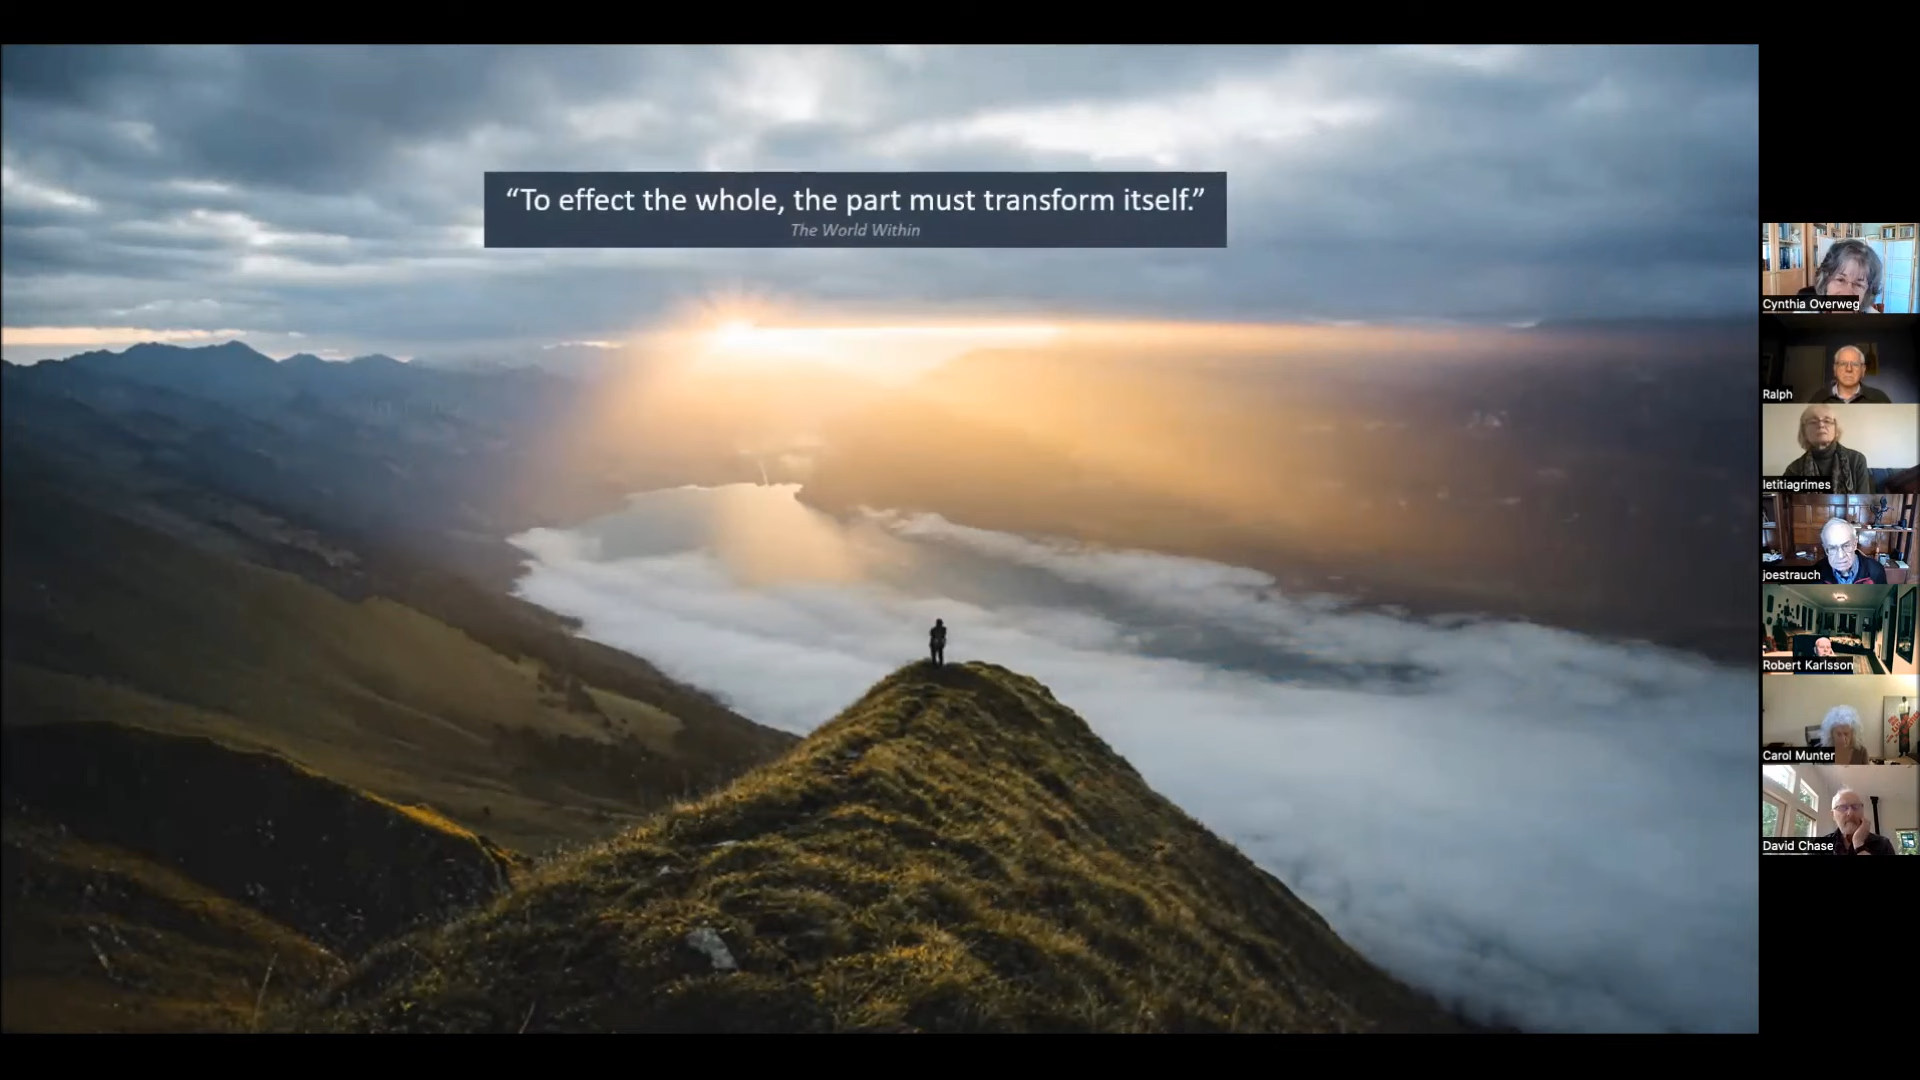 “To effect the whole, the part must transform itself.”
The World Within
Cynthia Overweg
Ralph
letitiagrimes
joestrauch
Robert Karlsson
Carol Munter
David Chase